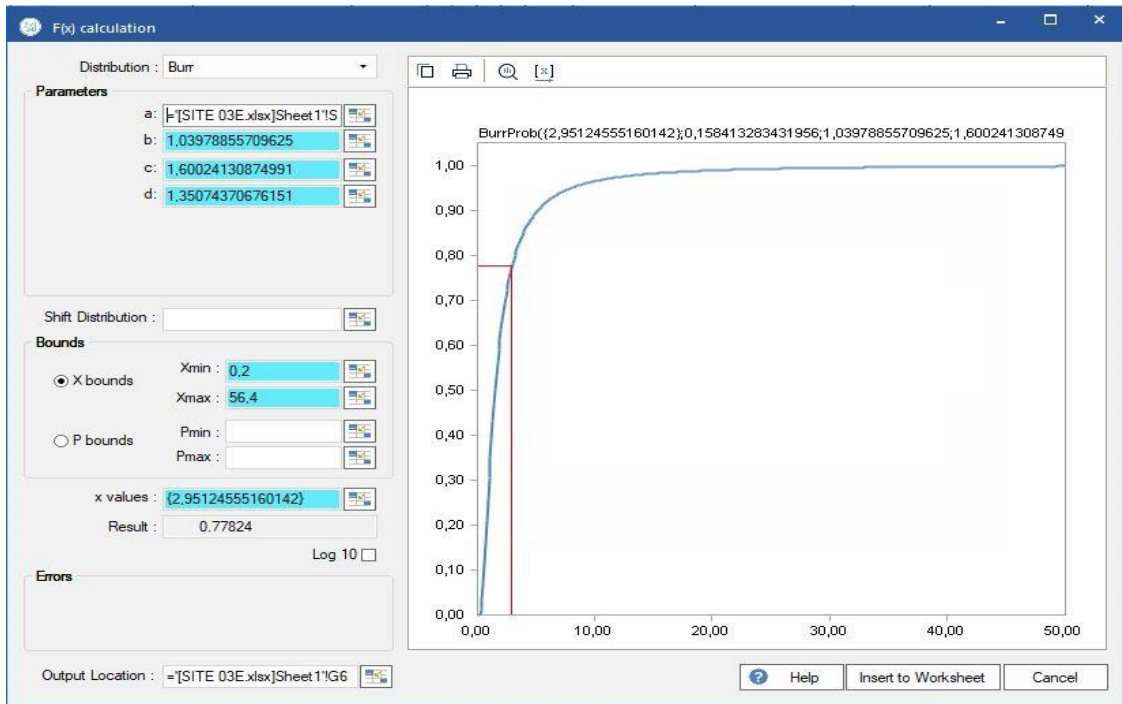 F(x) calculation
Distribution : Burr
Parameters
a: ='[SITE 03E.xlsx]Sheet1'!S
b: 1,03978855709625
c: 1,60024130874991
d: 1,35074370676151
Shift Distribution :
Bounds
X bounds
Xmin : 0,2
Xmax : 56,4
P bounds
Pmin :
Pmax :
x values : {2,95124555160142}
Result : 0.77824
Log 10
Errors
Output Location : ='[SITE 03E.xlsx]Sheet1'!G6
[x]
BurrProb({2,95124555160142};0,158413283431956;1,03978855709625;1,600241308749
1,00
0,90
0,80
0,70
0,60
0,50
0,40
0,30
0,20
0,10
0,00
0,00 10,00 20,00 30,00 40,00 50,00
? Help Insert to Worksheet Cancel